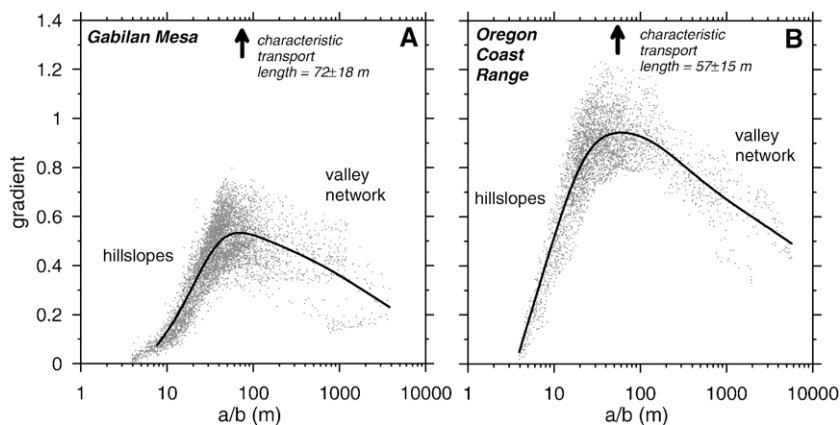 Gabilan Mesa
A
characteristic
transport
length = 72±18 m
valley
network
hillslopes
gradient
1.4
1.2
1
0.8
0.6
0.4
0.2
0
1
10
100
1000
10000
a/b (m)
Oregon
Coast
Range
B
characteristic
transport
length = 57±15 m
valley
network
hillslopes
1
10
100
1000
10000
a/b (m)